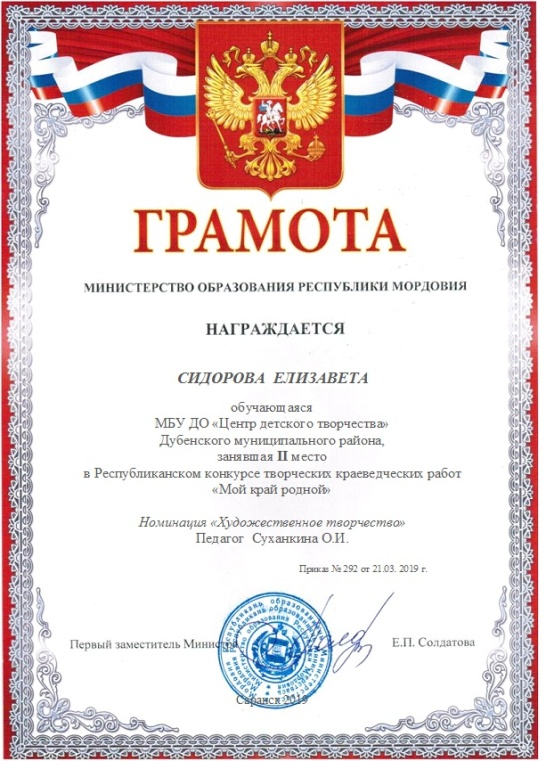 ГРАМОТА
МИНИСТЕРСТВО ОБРАЗОВАНИЯ РЕСПУБЛИКИ МОРДОВИЯ
НАГРАЖДАЕТСЯ
СИДОРОВА ЕЛИЗАВЕТА
обучающаяся
МБУ ДО «Центр детского творчества»
Дубенского муниципального района,
занявшая II место
в Республиканском конкурсе творческих краеведческих работ
«Мой край родной»
Номинация «Художественное творчество»
Педагог Суханкина О.И.
Приказ № 292 от 21.03. 2019 г.
Первый заместитель Министра Е.П. Солдатова
Саранск 2019